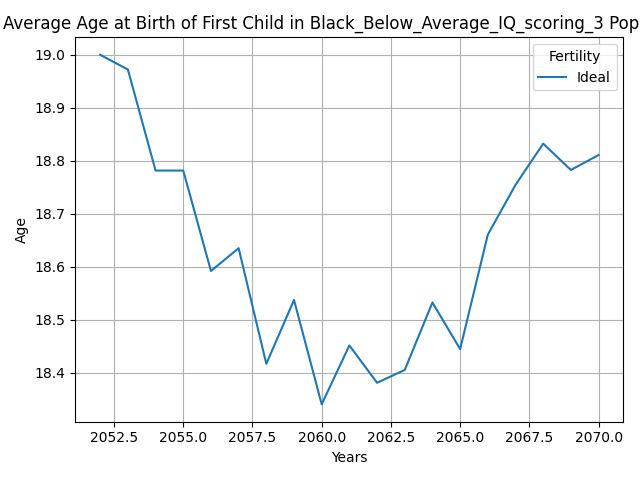 Average Age at Birth of First Child in Black_Below_Average_IQ_scoring_3 Pop
Fertility
Ideal
19.0
18.9
18.8
18.7
18.6
18.5
18.4
Age
2052.5 2055.0 2057.5 2060.0 2062.5 2065.0 2067.5 2070.0
Years